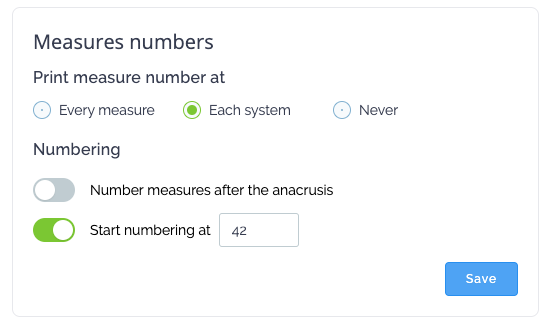 Measures numbers
Print measure number at
Every measure Each system Never
Numbering
Number measures after the anacrusis
Start numbering at 42
Save